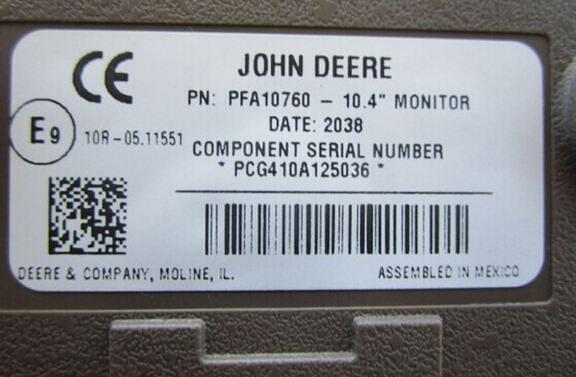 CE
JOHN DEERE
PN: PFA10760 - 10.4" MONITOR
DATE: 2038
E9
10R-05.11551
COMPONENT SERIAL NUMBER
* PCG410A125036 *
DEERE & COMPANY, MOLINE, IL.
ASSEMBLED IN MEXICO